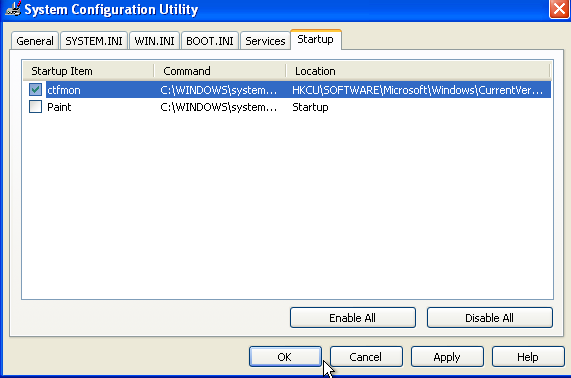 System Configuration Utility
General SYSTEM.INI WIN.INI BOOT.INI Services Startup
Startup Item Command Location
ctfmon C:\WINDOWS\system... HKCU\SOFTWARE\Microsoft\Windows\CurrentVer...
Paint C:\WINDOWS\system... Startup
Enable All Disable All
OK Cancel Apply Help